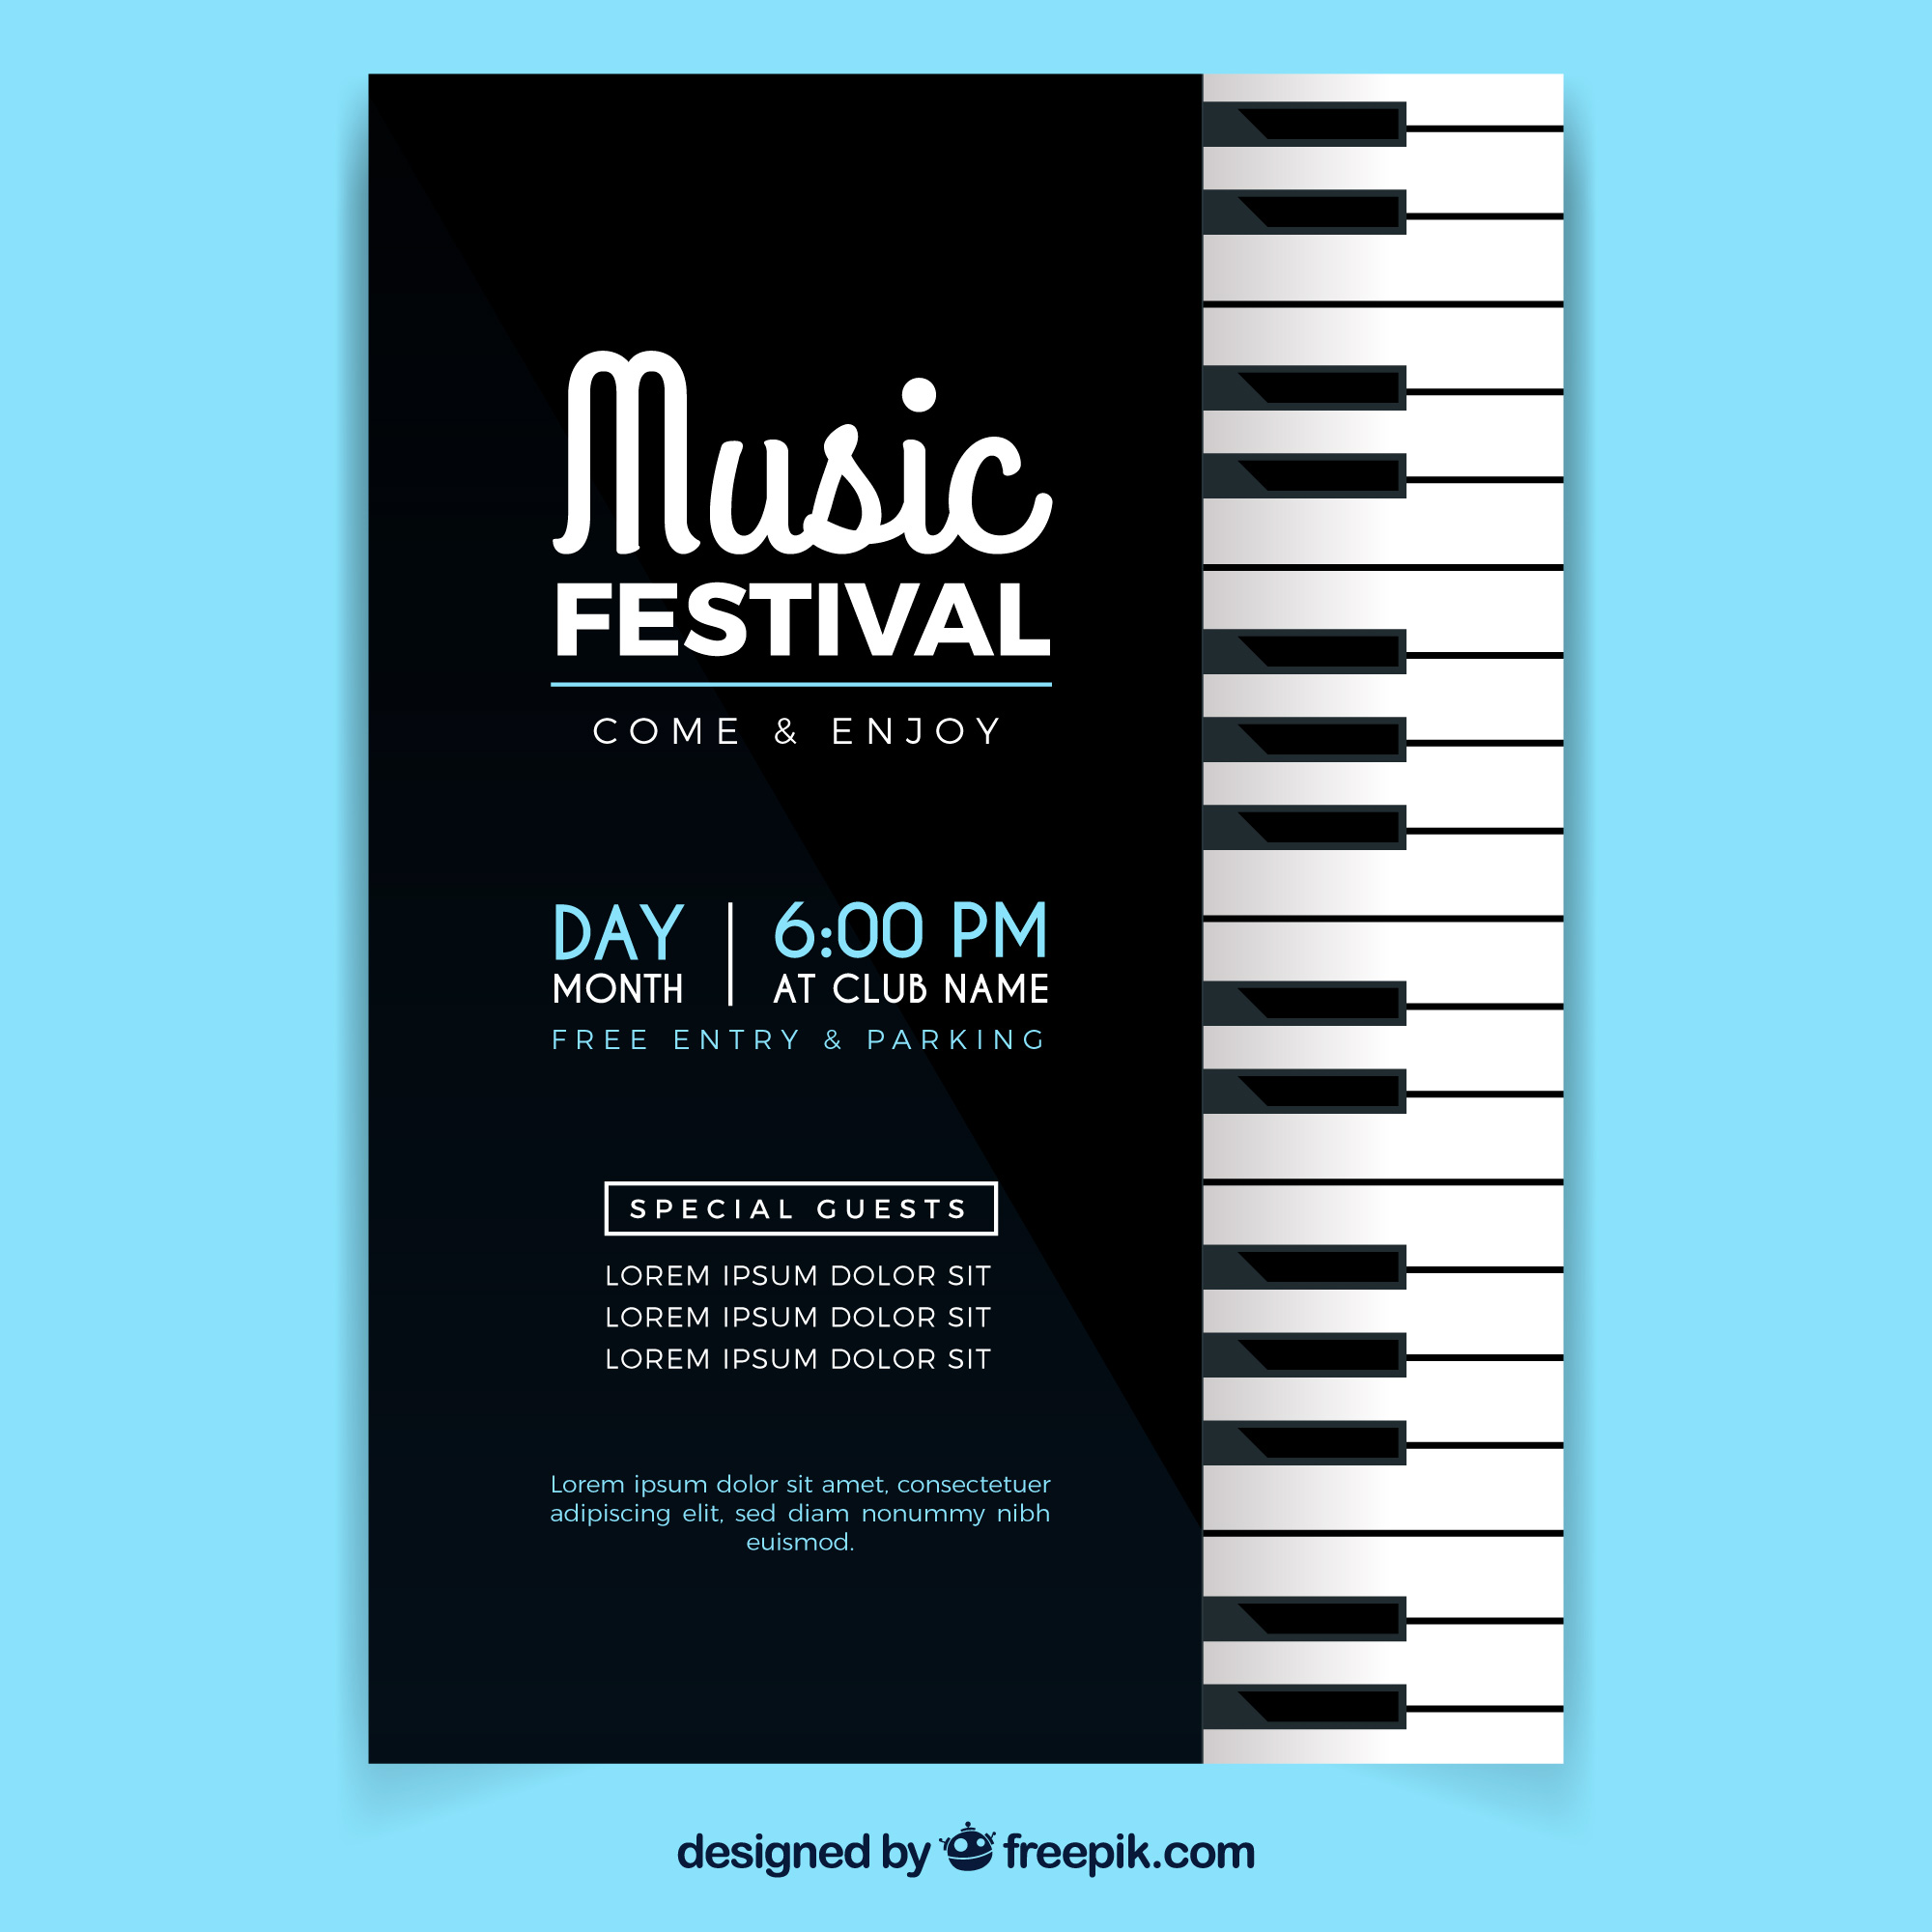 Music
FESTIVAL
COME & ENJOY
DAY
MONTH
6:00 PM
AT CLUB NAME
FREE ENTRY & PARKING
SPECIAL GUESTS
LOREM IPSUM DOLOR SIT
LOREM IPSUM DOLOR SIT
LOREM IPSUM DOLOR SIT
Lorem ipsum dolor sit amet, consectetuer
adipiscing elit, sed diam nonummy nibh
euismod.
designed by freepik.com